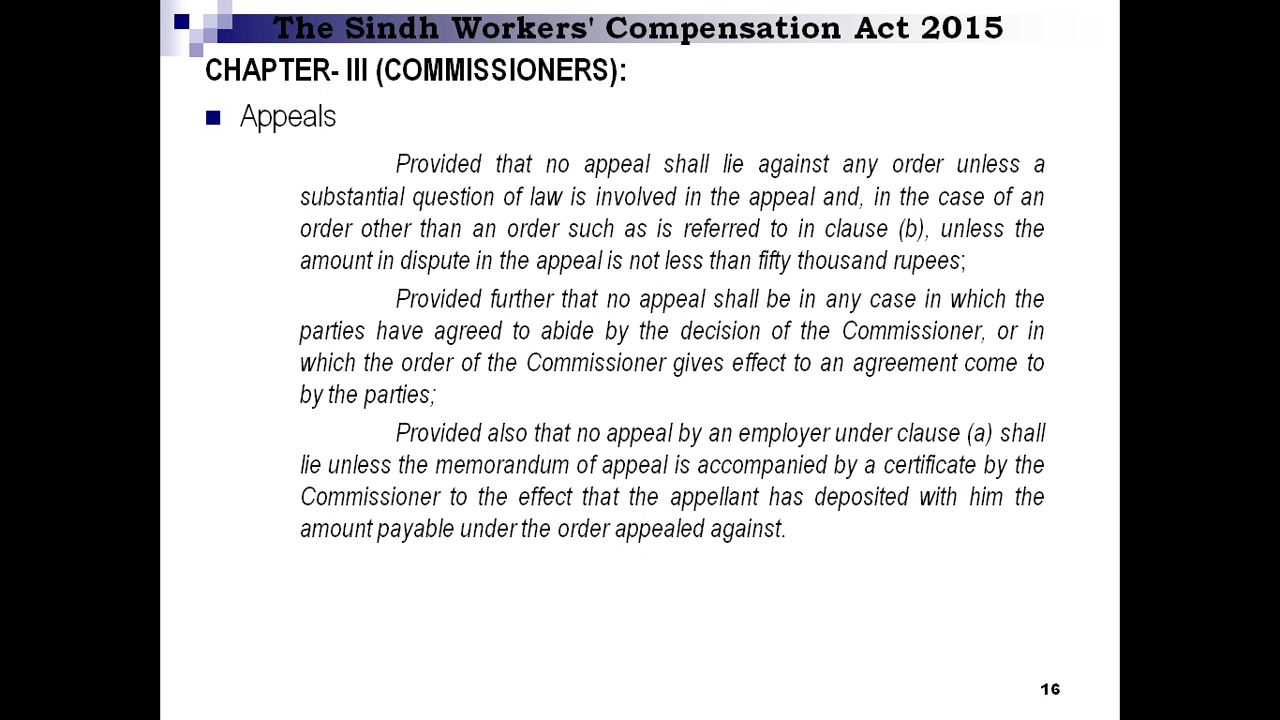 The Sindh Workers' Compensation Act 2015
CHAPTER- III (COMMISSIONERS):
Appeals
Provided that no appeal shall lie against any order unless a
substantial question of law is involved in the appeal and, in the case of an
order other than an order such as is referred to in clause (b), unless the
amount in dispute in the appeal is not less than fifty thousand rupees;
Provided further that no appeal shall be in any case in which the
parties have agreed to abide by the decision of the Commissioner, or in
which the order of the Commissioner gives effect to an agreement come to
by the parties;
Provided also that no appeal by an employer under clause (a) shall
lie unless the memorandum of appeal is accompanied by a certificate by the
Commissioner to the effect that the appellant has deposited with him the
amount payable under the order appealed against.
16